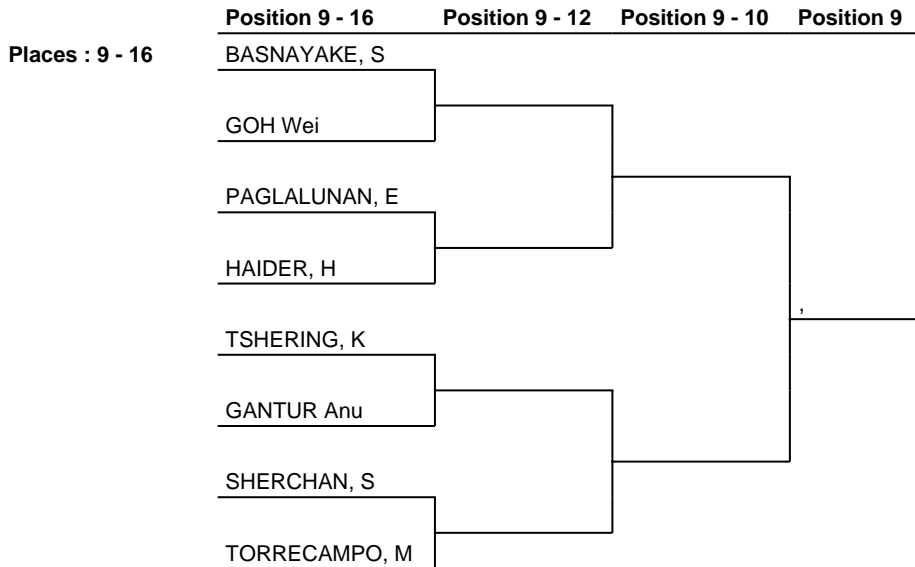 Position 9 - 16 Position 9 - 12 Position 9 - 10 Position 9
Places : 9 - 16 BASNAYAKE, S
GOH Wei
PAGLALUNAN, E
HAIDER, H
,
TSHERING, K
GANTUR Anu
SHERCHAN, S
TORRECAMPO, M